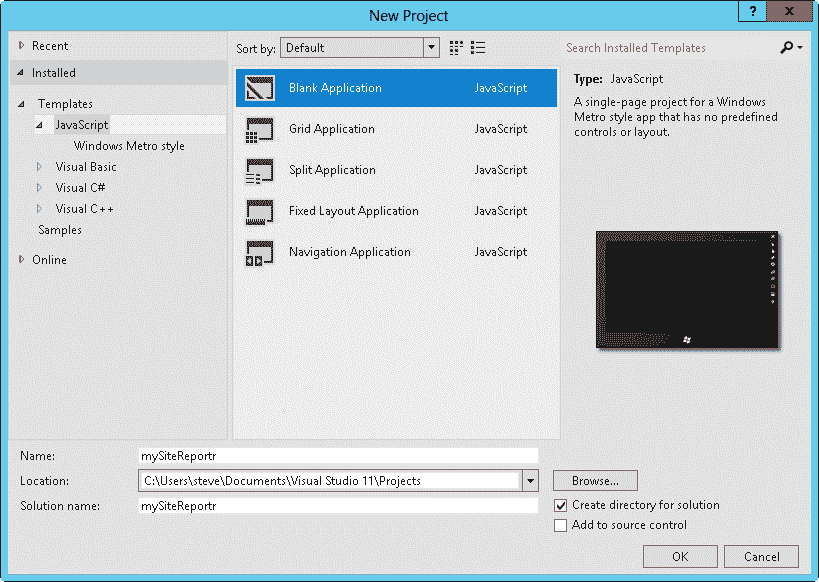 New Project
?
X
Recent
Installed
Templates
JavaScript
Windows Metro style
Visual Basic
Visual C#
Visual C++
Samples
Online
Sort by: Default
Blank Application JavaScript
Grid Application JavaScript
Split Application JavaScript
Fixed Layout Application JavaScript
Navigation Application JavaScript
Search Installed Templates
Type: JavaScript
A single-page project for a Windows
Metro style app that has no predefined
controls or layout.
Name: mySiteReportr
Location: C:\Users\steve\Documents\Visual Studio 11\Projects
Browse...
Solution name: mySiteReportr
Create directory for solution
Add to source control
OK
Cancel